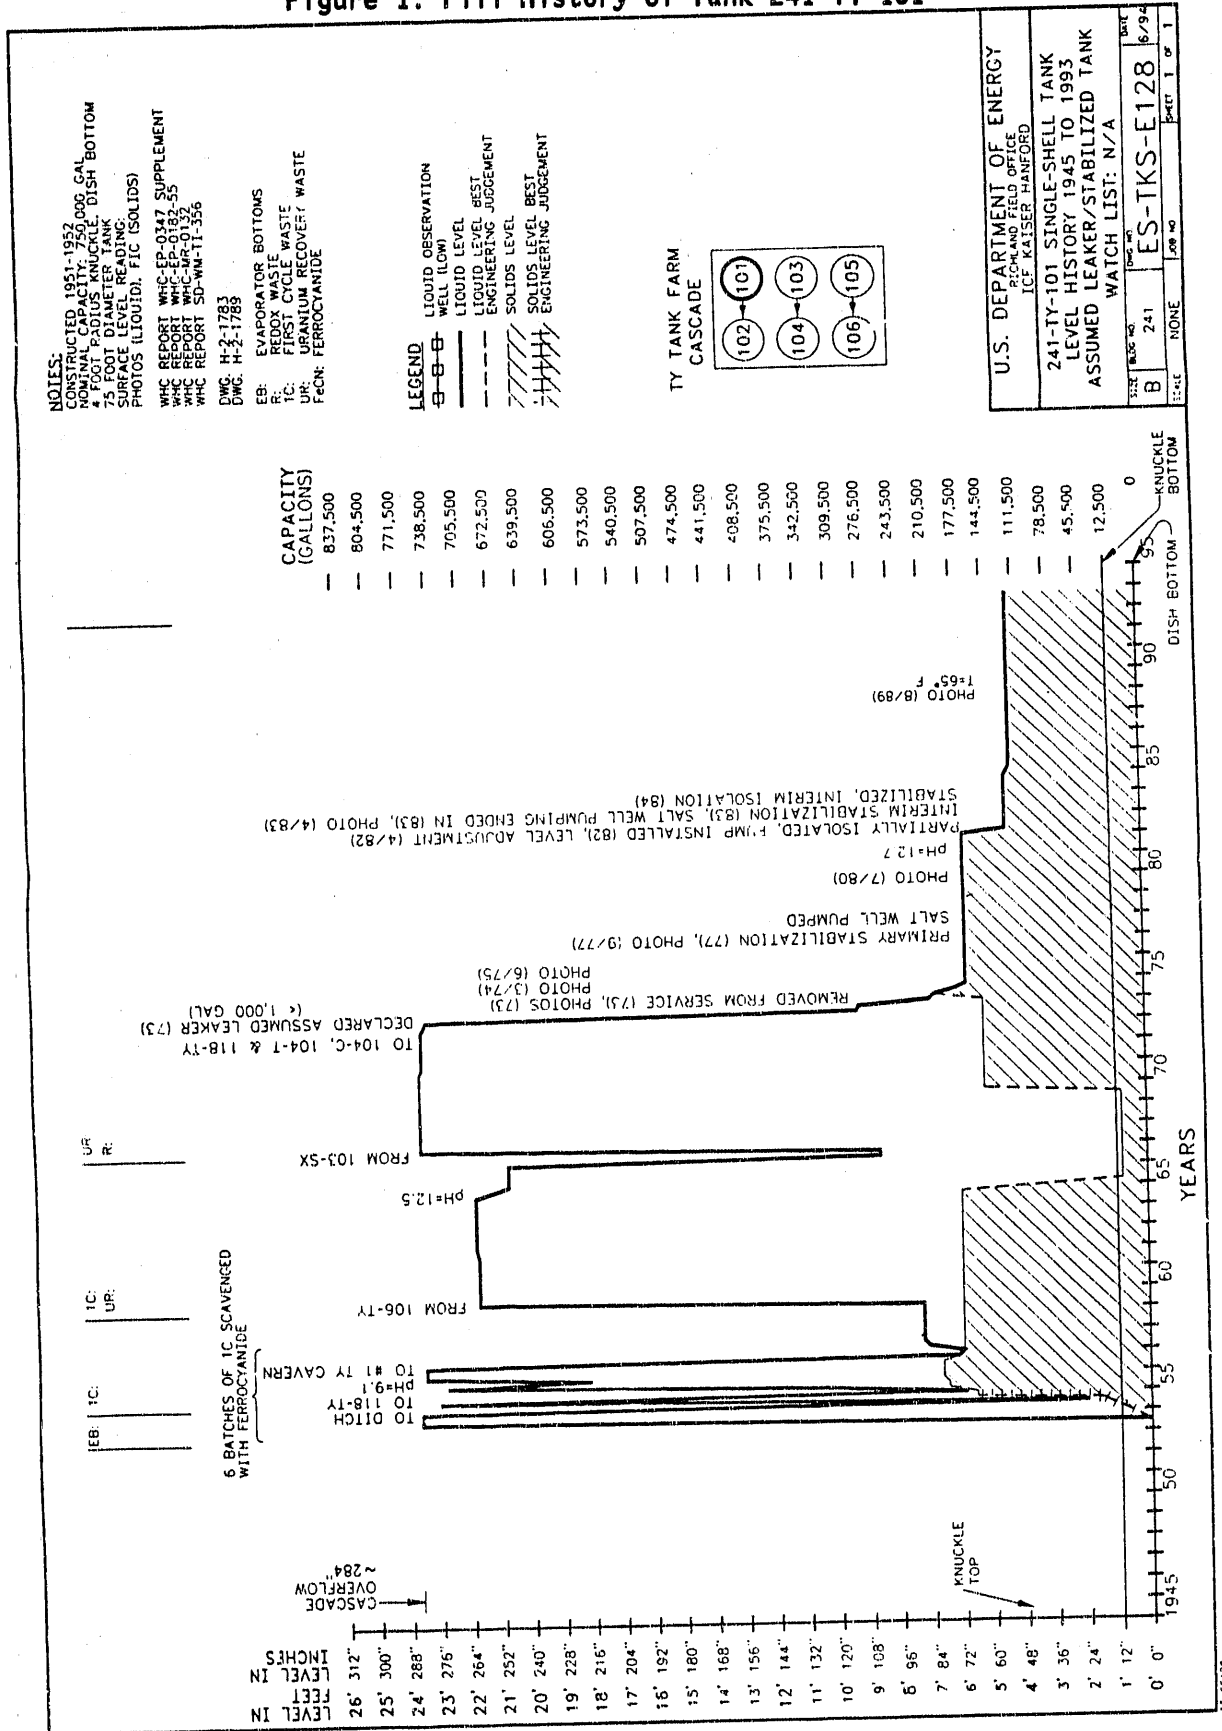 Figure 1. Fill History of Tank 241-TY-101
NOTES:
CONSTRUCTED 1951-1952
NOMINAL CAPACITY: 750,000 GAL
4 FOOT RADIUS KNUCKLE, DISH BOTTOM
75 FOOT DIAMETER TANK
SURFACE LEVEL READING:
PHOTOS (LIQUID), FIC (SOLIDS)
WHC REPORT WHC-EP-0347 SUPPLEMENT
WHC REPORT WHC-EP-0182-55
WHC REPORT WHC-MR-0132
WHC REPORT SD-WM-TI-356
DWG. H-2-1783
DWG. H-2-1789
EB: EVAPORATOR BOTTOMS
R: REDOX WASTE
1C: FIRST CYCLE WASTE
UR: URANIUM RECOVERY WASTE
FeCN: FERROCYANIDE
LEGEND
LIQUID OBSERVATION
WELL (LOW)
LIQUID LEVEL
LIQUID LEVEL BEST
ENGINEERING JUDGEMENT
SOLIDS LEVEL
SOLIDS LEVEL BEST
ENGINEERING JUDGEMENT
TY TANK FARM
CASCADE
102 101
104 103
106 105
U.S. DEPARTMENT OF ENERGY
RICHLAND FIELD OFFICE
ICF KAISER HANFORD
241-TY-101 SINGLE-SHELL TANK
LEVEL HISTORY 1945 TO 1993
ASSUMED LEAKER/STABILIZED TANK
WATCH LIST: N/A
SIZE B
BLDG NO. 241
DWG NO. ES-TKS-E128
DATE 6/94
SCALE NONE
JOB NO
SHEET 1 OF 1
CAPACITY
(GALLONS)
837,500
804,500
771,500
738,500
705,500
672,500
639,500
606,500
573,500
540,500
507,500
474,500
441,500
408,500
375,500
342,500
309,500
276,500
243,500
210,500
177,500
144,500
111,500
78,500
45,500
12,500
0
KNUCKLE
BOTTOM
DISH BOTTOM
EB:
1C:
1C:
UR:
UR
R:
6 BATCHES OF 1C SCAVENGED
WITH FERROCYANIDE
TO DITCH
TO 118-TY
pH=9.1
TO #1 TY CAVERN
FROM 106-TY
pH=12.5
FROM 103-SX
TO 104-C, 104-T & 118-TY
DECLARED ASSUMED LEAKER (73)
(< 1,000 GAL)
REMOVED FROM SERVICE (73), PHOTOS (73)
PHOTO (3/74)
PHOTO (6/75)
PRIMARY STABILIZATION (77), PHOTO (9/77)
SALT WELL PUMPED
PHOTO (7/80)
pH=12.7
PARTIALLY ISOLATED, PUMP INSTALLED (82), LEVEL ADJUSTMENT (4/82)
INTERIM STABILIZATION (83), SALT WELL PUMPING ENDED IN (83), PHOTO (4/83)
STABILIZED, INTERIM ISOLATION (84)
PHOTO (8/89)
T=65° F
CASCADE
OVERFLOW
~284"
KNUCKLE
TOP
LEVEL IN
FEET
LEVEL IN
INCHES
26' 312"
25' 300"
24' 288"
23' 276"
22' 264"
21' 252"
20' 240"
19' 228"
18' 216"
17' 204"
16' 192"
15' 180"
14' 168"
13' 156"
12' 144"
11' 132"
10' 120"
9' 108"
8' 96"
7' 84"
6' 72"
5' 60"
4' 48"
3' 36"
2' 24"
1' 12"
0' 0"
1945 50 55 60 65 70 75 80 85 90 95
YEARS